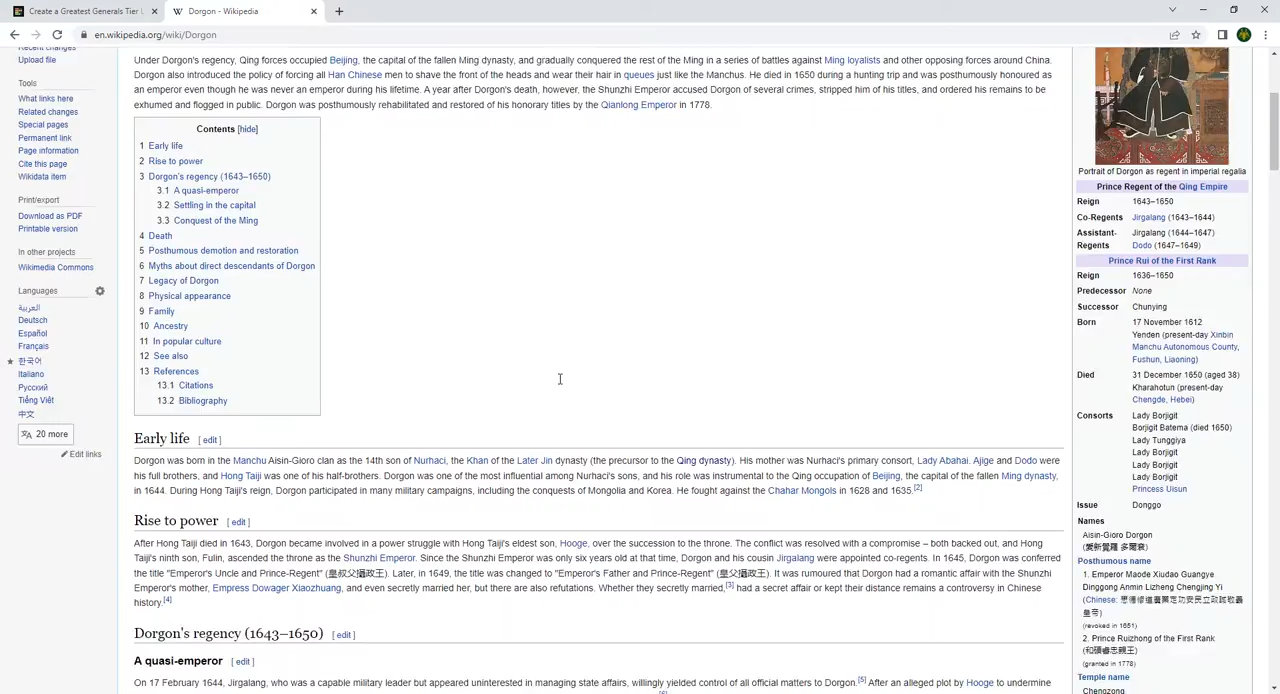 Create a Greatest Generals Tier
Dorgon - Wikipedia
en.wikipedia.org/wiki/Dorgon
Recent changes
Upload file
Tools
What links here
Related changes
Special pages
Permanent link
Page information
Cite this page
Wikidata item
Print/export
Download as PDF
Printable version
In other projects
Wikimedia Commons
Languages
العربية
Deutsch
Español
Français
한국어
Italiano
Русский
Tiếng Việt
中文
20 more
Edit links
Under Dorgon's regency, Qing forces occupied Beijing, the capital of the fallen Ming dynasty, and gradually conquered the rest of the Ming in a series of battles against Ming loyalists and other opposing forces around China.
Dorgon also introduced the policy of forcing all Han Chinese men to shave the front of the heads and wear their hair in queues just like the Manchus. He died in 1650 during a hunting trip and was posthumously honoured as
an emperor even though he was never an emperor during his lifetime. A year after Dorgon's death, however, the Shunzhi Emperor accused Dorgon of several crimes, stripped him of his titles, and ordered his remains to be
exhumed and flogged in public. Dorgon was posthumously rehabilitated and restored of his honorary titles by the Qianlong Emperor in 1778.
Contents [hide]
1 Early life
2 Rise to power
3 Dorgon's regency (1643–1650)
3.1 A quasi-emperor
3.2 Settling in the capital
3.3 Conquest of the Ming
4 Death
5 Posthumous demotion and restoration
6 Myths about direct descendants of Dorgon
7 Legacy of Dorgon
8 Physical appearance
9 Family
10 Ancestry
11 In popular culture
12 See also
13 References
13.1 Citations
13.2 Bibliography
Early life [ edit ]
Dorgon was born in the Manchu Aisin-Gioro clan as the 14th son of Nurhaci, the Khan of the Later Jin dynasty (the precursor to the Qing dynasty). His mother was Nurhaci's primary consort, Lady Abahai. Ajige and Dodo were
his full brothers, and Hong Taiji was one of his half-brothers. Dorgon was one of the most influential among Nurhaci's sons, and his role was instrumental to the Qing occupation of Beijing, the capital of the fallen Ming dynasty,
in 1644. During Hong Taiji's reign, Dorgon participated in many military campaigns, including the conquests of Mongolia and Korea. He fought against the Chahar Mongols in 1628 and 1635.[2]
Rise to power [ edit ]
After Hong Taiji died in 1643, Dorgon became involved in a power struggle with Hong Taiji's eldest son, Hooge, over the succession to the throne. The conflict was resolved with a compromise – both backed out, and Hong
Taiji's ninth son, Fulin, ascended the throne as the Shunzhi Emperor. Since the Shunzhi Emperor was only six years old at that time, Dorgon and his cousin Jirgalang were appointed co-regents. In 1645, Dorgon was conferred
the title "Emperor's Uncle and Prince-Regent" (皇叔父攝政王). Later, in 1649, the title was changed to "Emperor's Father and Prince-Regent" (皇父攝政王). It was rumoured that Dorgon had a romantic affair with the Shunzhi
Emperor's mother, Empress Dowager Xiaozhuang, and even secretly married her, but there are also refutations. Whether they secretly married,[3] had a secret affair or kept their distance remains a controversy in Chinese
history.[4]
Dorgon's regency (1643–1650) [ edit ]
A quasi-emperor [ edit ]
On 17 February 1644, Jirgalang, who was a capable military leader but appeared uninterested in managing state affairs, willingly yielded control of all official matters to Dorgon.[5] After an alleged plot by Hooge to undermine
Portrait of Dorgon as regent in imperial regalia
Prince Regent of the Qing Empire
Reign 1643–1650
Co-Regents Jirgalang (1643–1644)
Assistant- Jirgalang (1644–1647)
Regents Dodo (1647–1649)
Prince Rui of the First Rank
Reign 1636–1650
Predecessor None
Successor Chunying
Born 17 November 1612
Yenden (present-day Xinbin
Manchu Autonomous County,
Fushun, Liaoning)
Died 31 December 1650 (aged 38)
Kharahotun (present-day
Chengde, Hebei)
Consorts Lady Borjigit
Borjigit Batema (died 1650)
Lady Tunggiya
Lady Borjigit
Lady Borjigit
Lady Borjigit
Princess Uisun
Issue Donggo
Names
Aisin-Gioro Dorgon
(愛新覺羅 多爾袞)
Posthumous name
1. Emperor Maode Xiudao Guangye
Dinggong Anmin Lizheng Chengjing Yi
(Chinese: 懋德修道廣業定功安民立政誠敬義
皇帝)
(revoked in 1651)
2. Prince Ruizhong of the First Rank
(和碩睿忠親王)
(granted in 1778)
Temple name
Chengzong